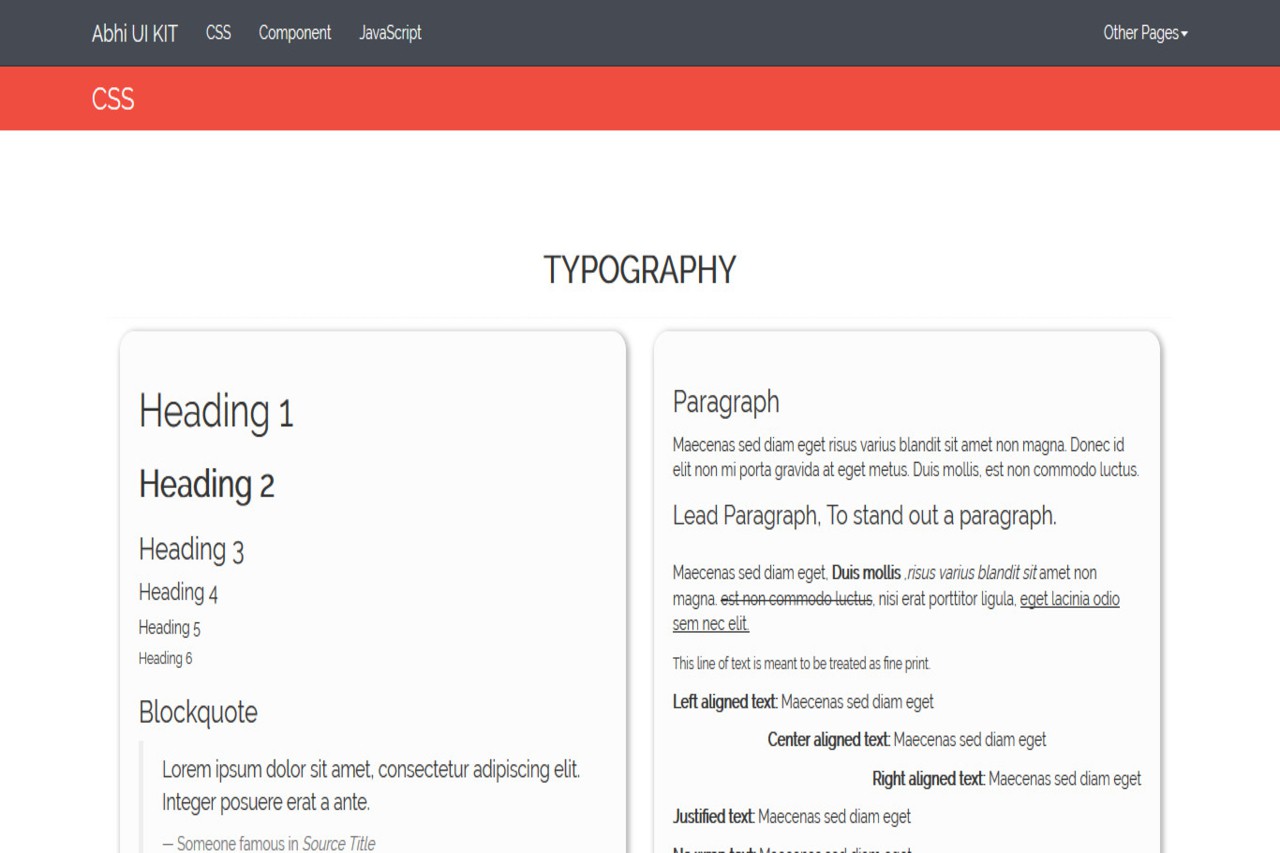 Abhi UI KIT CSS Component JavaScript Other Pages
CSS
TYPOGRAPHY
Heading 1
Heading 2
Heading 3
Heading 4
Heading 5
Heading 6
Blockquote
Lorem ipsum dolor sit amet, consectetur adipiscing elit.
Integer posuere erat a ante.
— Someone famous in Source Title
Paragraph
Maecenas sed diam eget risus varius blandit sit amet non magna. Donec id
elit non mi porta gravida at eget metus. Duis mollis, est non commodo luctus.
Lead Paragraph, To stand out a paragraph.
Maecenas sed diam eget, Duis mollis ,risus varius blandit sit amet non
magna. est non commodo luctus, nisi erat porttitor ligula, eget lacinia odio
sem nec elit.
This line of text is meant to be treated as fine print.
Left aligned text: Maecenas sed diam eget
Center aligned text: Maecenas sed diam eget
Right aligned text: Maecenas sed diam eget
Justified text: Maecenas sed diam eget
No wrap text: Maecenas sed diam eget